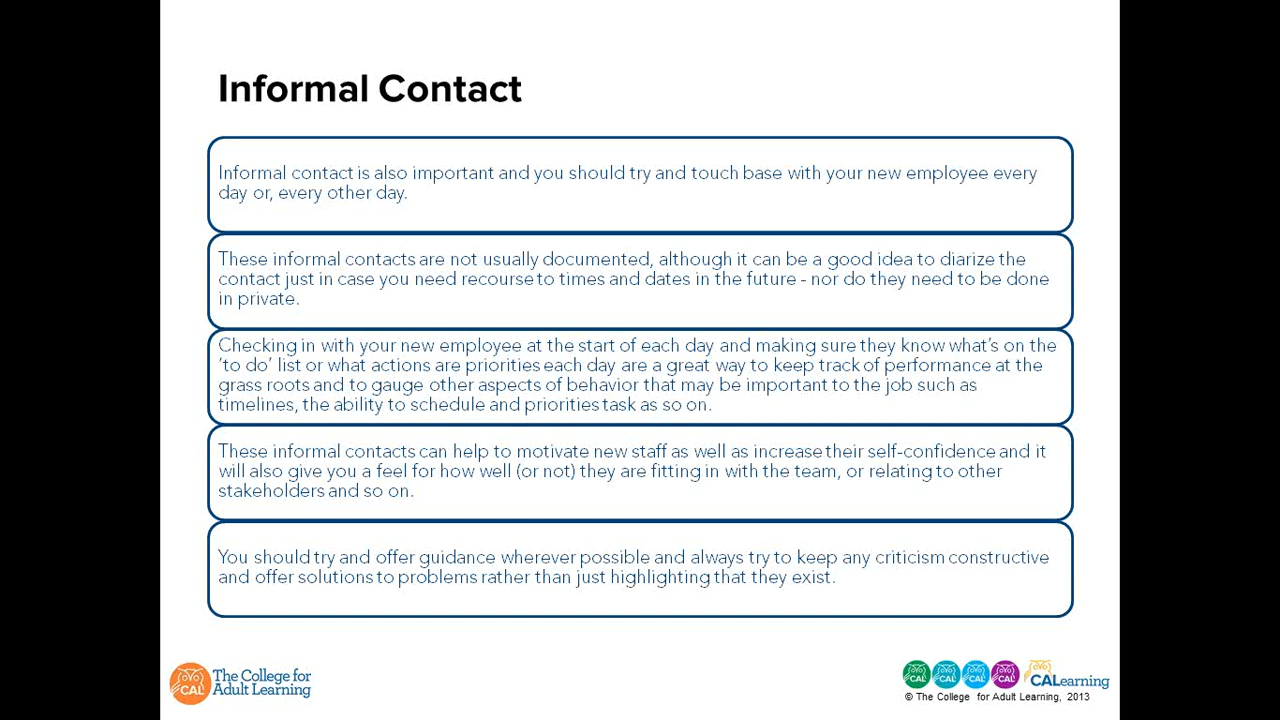 Informal Contact
Informal contact is also important and you should try and touch base with your new employee every
day or, every other day.
These informal contacts are not usually documented, although it can be a good idea to diarize the
contact just in case you need recourse to times and dates in the future - nor do they need to be done
in private.
Checking in with your new employee at the start of each day and making sure they know what's on the
‘to do’ list or what actions are priorities each day are a great way to keep track of performance at the
grass roots and to gauge other aspects of behavior that may be important to the job such as
timelines, the ability to schedule and priorities task as so on.
These informal contacts can help to motivate new staff as well as increase their self-confidence and it
will also give you a feel for how well (or not) they are fitting in with the team, or relating to other
stakeholders and so on.
You should try and offer guidance wherever possible and always try to keep any criticism constructive
and offer solutions to problems rather than just highlighting that they exist.
CAL
The College for
Adult Learning
CAL CAL CAL CAL CALearning
© The College for Adult Learning, 2013